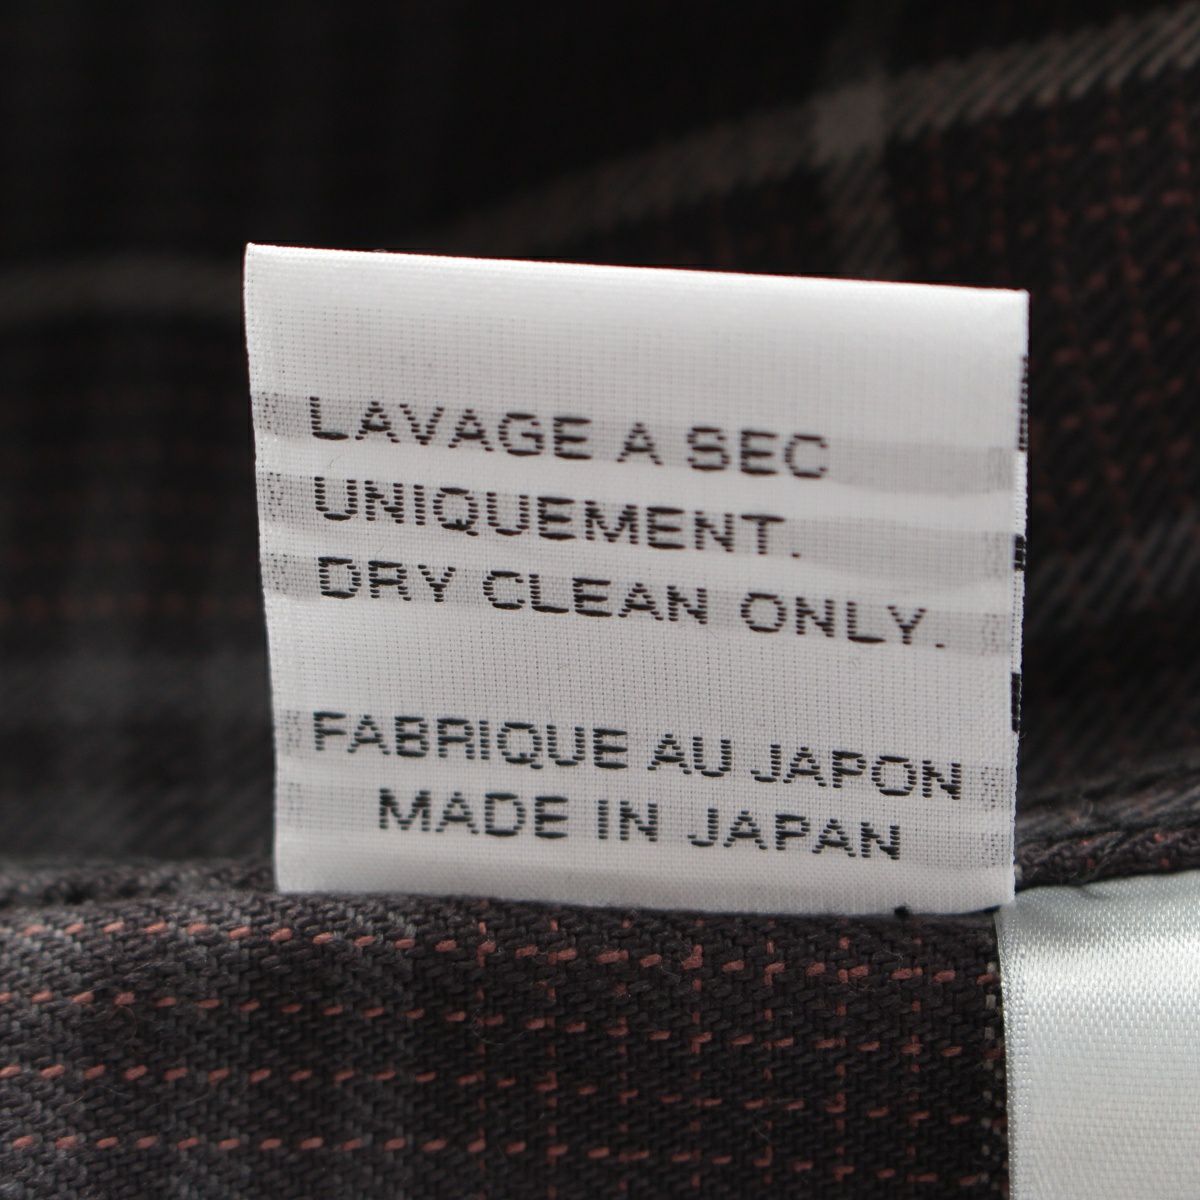 LAVAGE A SEC
UNIQUEMENT.
DRY CLEAN ONLY.
FABRIQUE AU JAPON
MADE IN JAPAN